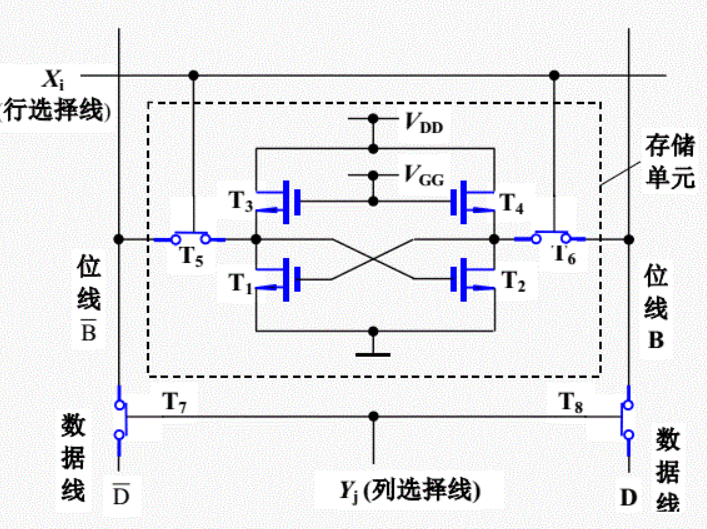 Xi
(行选择线)
VDD
VGG
存储
单元
T3
T4
T5
T6
T1
T2
位
线
B̅
位
线
B
T7
T8
数
据
线
D̅
Yj (列选择线)
数
据
线
D